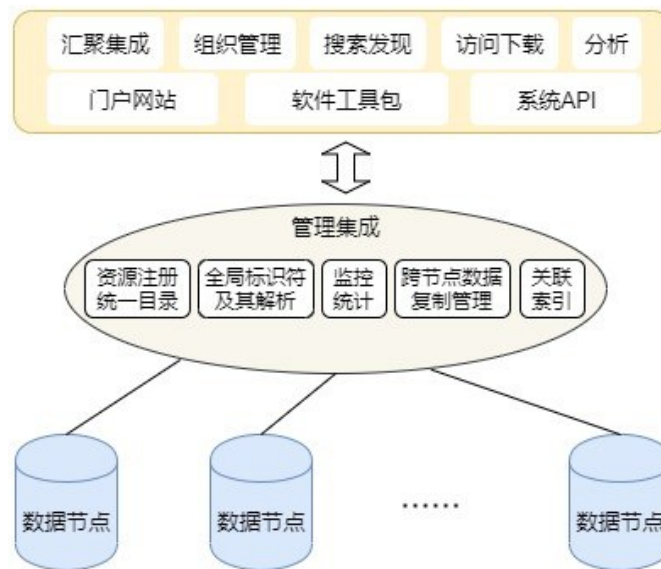 汇聚集成 组织管理 搜索发现 访问下载 分析
门户网站 软件工具包 系统API
管理集成
资源注册 全局标识符 监控 跨节点数据 关联
统一目录 及其解析 统计 复制管理 索引
数据节点 数据节点 …… 数据节点